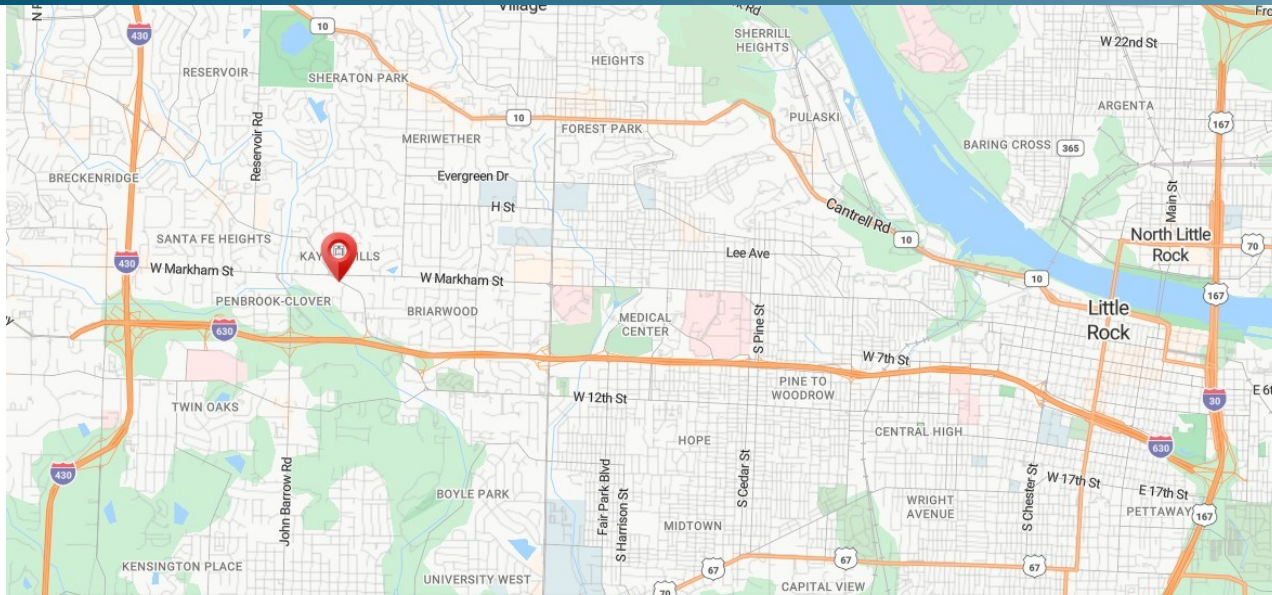 Village
430
10
RESERVOIR
SHERATON PARK
HEIGHTS
SHERRILL
HEIGHTS
W 22nd St
ARGENTA
167
10
MERIWETHER
FOREST PARK
PULASKI
BARING CROSS
365
Reservoir Rd
BRECKENRIDGE
Evergreen Dr
H St
Cantrell Rd
10
Main St
North Little
Rock
70
SANTA FE HEIGHTS
430
W Markham St
W Markham St
Lee Ave
10
167
PENBROOK-CLOVER
BRIARWOOD
MEDICAL
CENTER
S Pine St
Little
Rock
630
W 7th St
TWIN OAKS
W 12th St
PINE TO
WOODROW
30
CENTRAL HIGH
HOPE
630
430
John Barrow Rd
BOYLE PARK
Fair Park Blvd
S Harrison St
S Cedar St
WRIGHT
AVENUE
S Chester St
W 17th St
E 17th St
PETTAWAY
167
MIDTOWN
KENSINGTON PLACE
UNIVERSITY WEST
67
67
67
CAPITAL VIEW